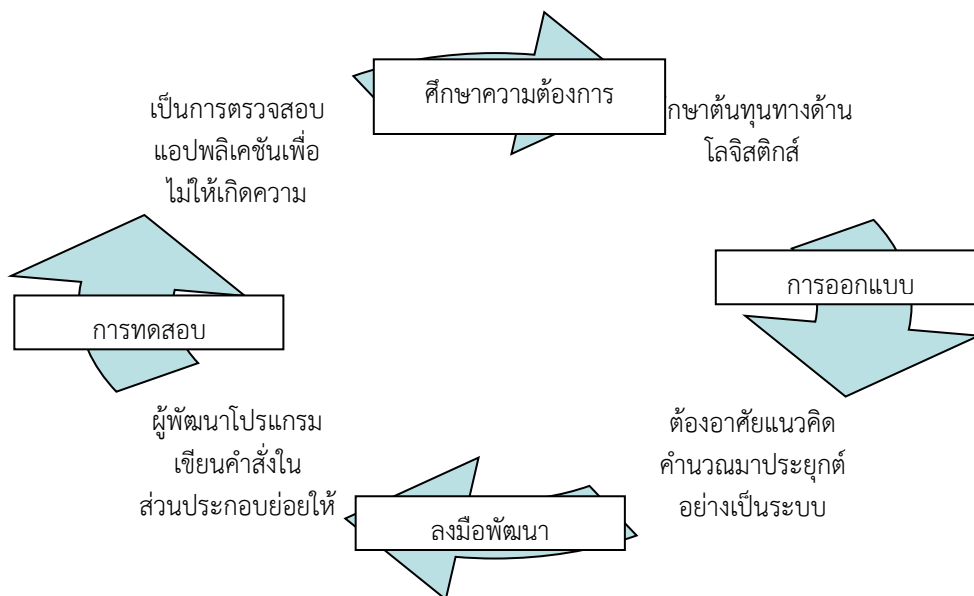 ศึกษาความต้องการ
กษาต้นทุนทางด้าน
โลจิสติกส์
การออกแบบ
ต้องอาศัยแนวคิด
คำนวณมาประยุกต์
อย่างเป็นระบบ
ลงมือพัฒนา
ผู้พัฒนาโปรแกรม
เขียนคำสั่งใน
ส่วนประกอบย่อยให้
การทดสอบ
เป็นการตรวจสอบ
แอปพลิเคชันเพื่อ
ไม่ให้เกิดความ